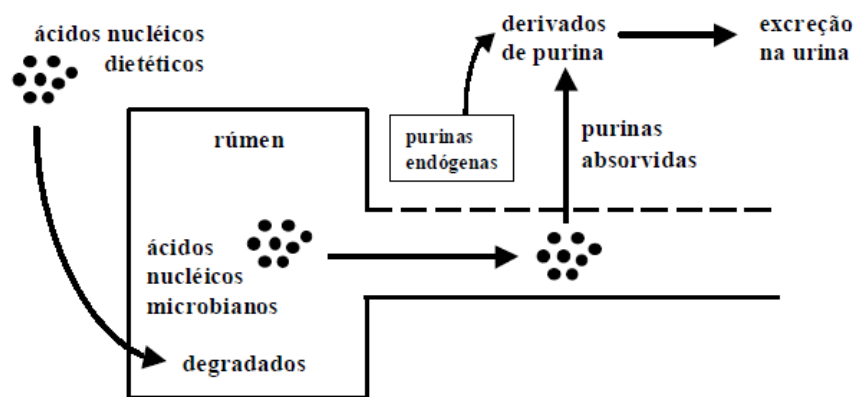 ácidos nucléicos
dietéticos
derivados
de purina
excreção
na urina
rúmen
purinas
endógenas
purinas
absorvidas
ácidos
nucléicos
microbianos
degradados